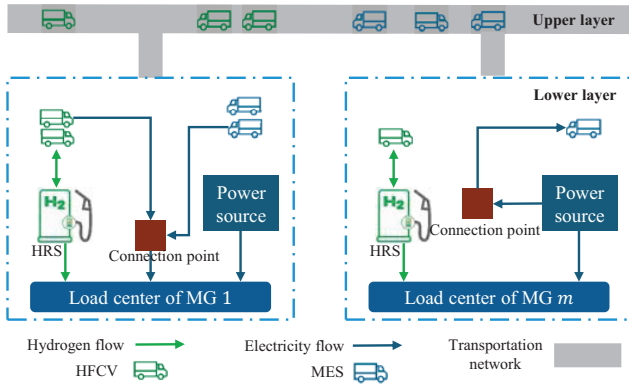 Upper layer
Lower layer
H2
HRS
Connection point
Power
source
Load center of MG 1
H2
HRS
Connection point
Power
source
Load center of MG m
Hydrogen flow
Electricity flow
Transportation
network
HFCV
MES